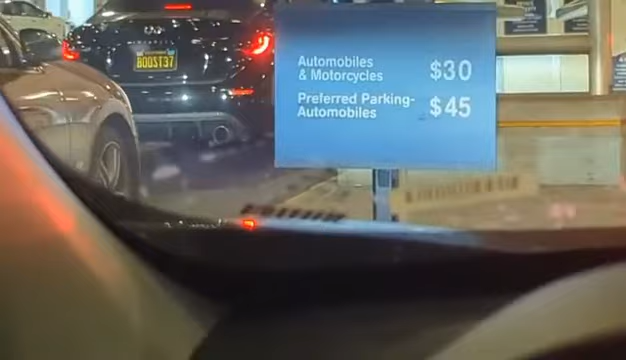 BOOST37
Automobiles
& Motorcycles $30
Preferred Parking-
Automobiles $45